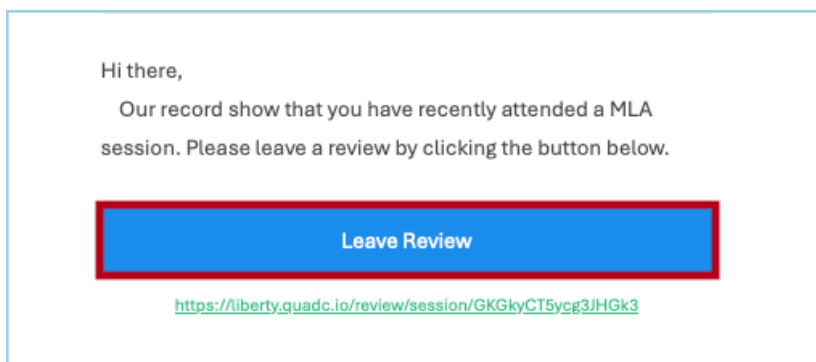 Hi there,
Our record show that you have recently attended a MLA
session. Please leave a review by clicking the button below.
Leave Review
https://liberty.quadc.io/review/session/GKGkyCT5ycg3JHGk3